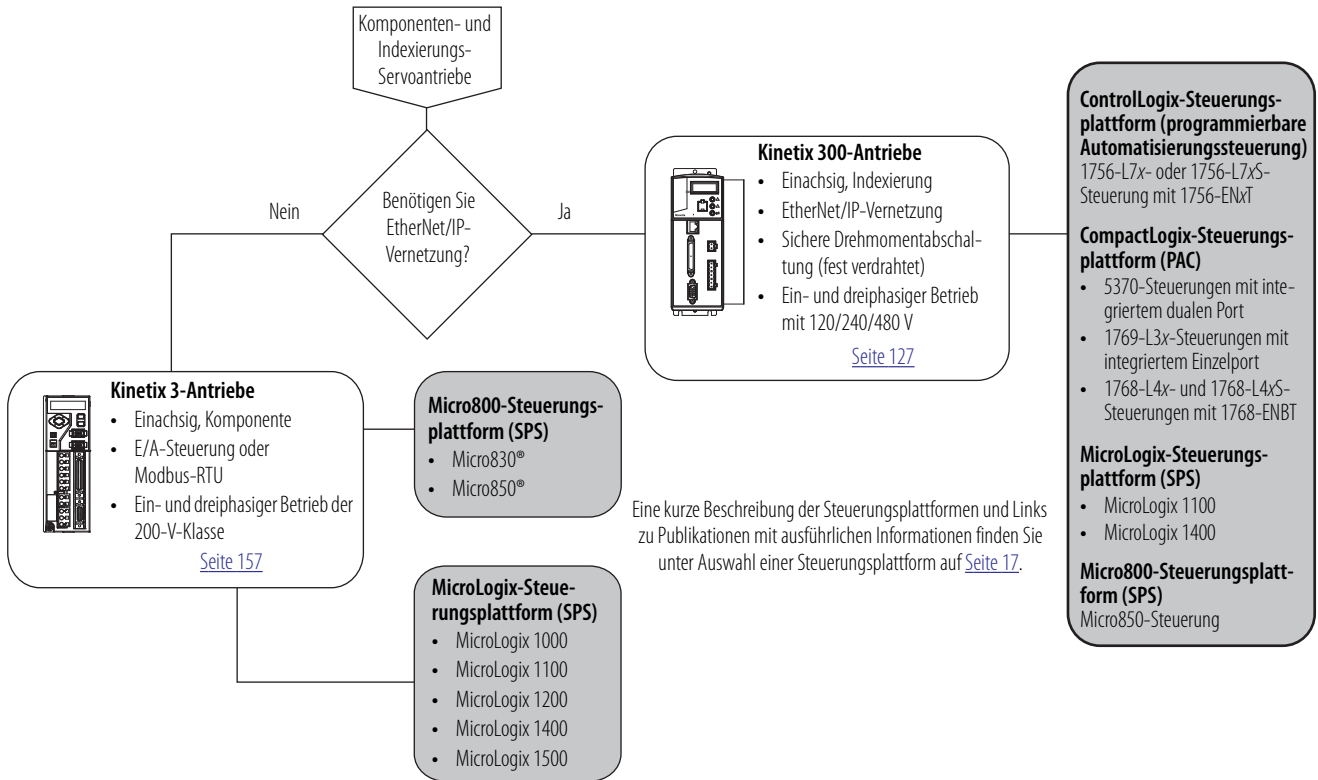 Komponenten- und
Indexierungs-
Servoantriebe
Benötigen Sie
EtherNet/IP-
Vernetzung?
Nein
Ja
Kinetix 300-Antriebe
• Einachsig, Indexierung
• EtherNet/IP-Vernetzung
• Sichere Drehmomentabschal-
tung (fest verdrahtet)
• Ein- und dreiphasiger Betrieb
mit 120/240/480 V
Seite 127
ControlLogix-Steuerungs-
plattform (programmierbare
Automatisierungssteuerung)
1756-L7x- oder 1756-L7xS-
Steuerung mit 1756-ENxT
CompactLogix-Steuerungs-
plattform (PAC)
• 5370-Steuerungen mit inte-
griertem dualen Port
• 1769-L3x-Steuerungen mit
integriertem Einzelport
• 1768-L4x- und 1768-L4xS-
Steuerungen mit 1768-ENBT
MicroLogix-Steuerungs-
plattform (SPS)
• MicroLogix 1100
• MicroLogix 1400
Micro800-Steuerungsplatt-
form (SPS)
Micro850-Steuerung
Kinetix 3-Antriebe
• Einachsig, Komponente
• E/A-Steuerung oder
Modbus-RTU
• Ein- und dreiphasiger Betrieb der
200-V-Klasse
Seite 157
Micro800-Steuerungs-
plattform (SPS)
• Micro830®
• Micro850®
Eine kurze Beschreibung der Steuerungsplattformen und Links
zu Publikationen mit ausführlichen Informationen finden Sie
unter Auswahl einer Steuerungsplattform auf Seite 17.
MicroLogix-Steue-
rungsplattform (SPS)
• MicroLogix 1000
• MicroLogix 1100
• MicroLogix 1200
• MicroLogix 1400
• MicroLogix 1500